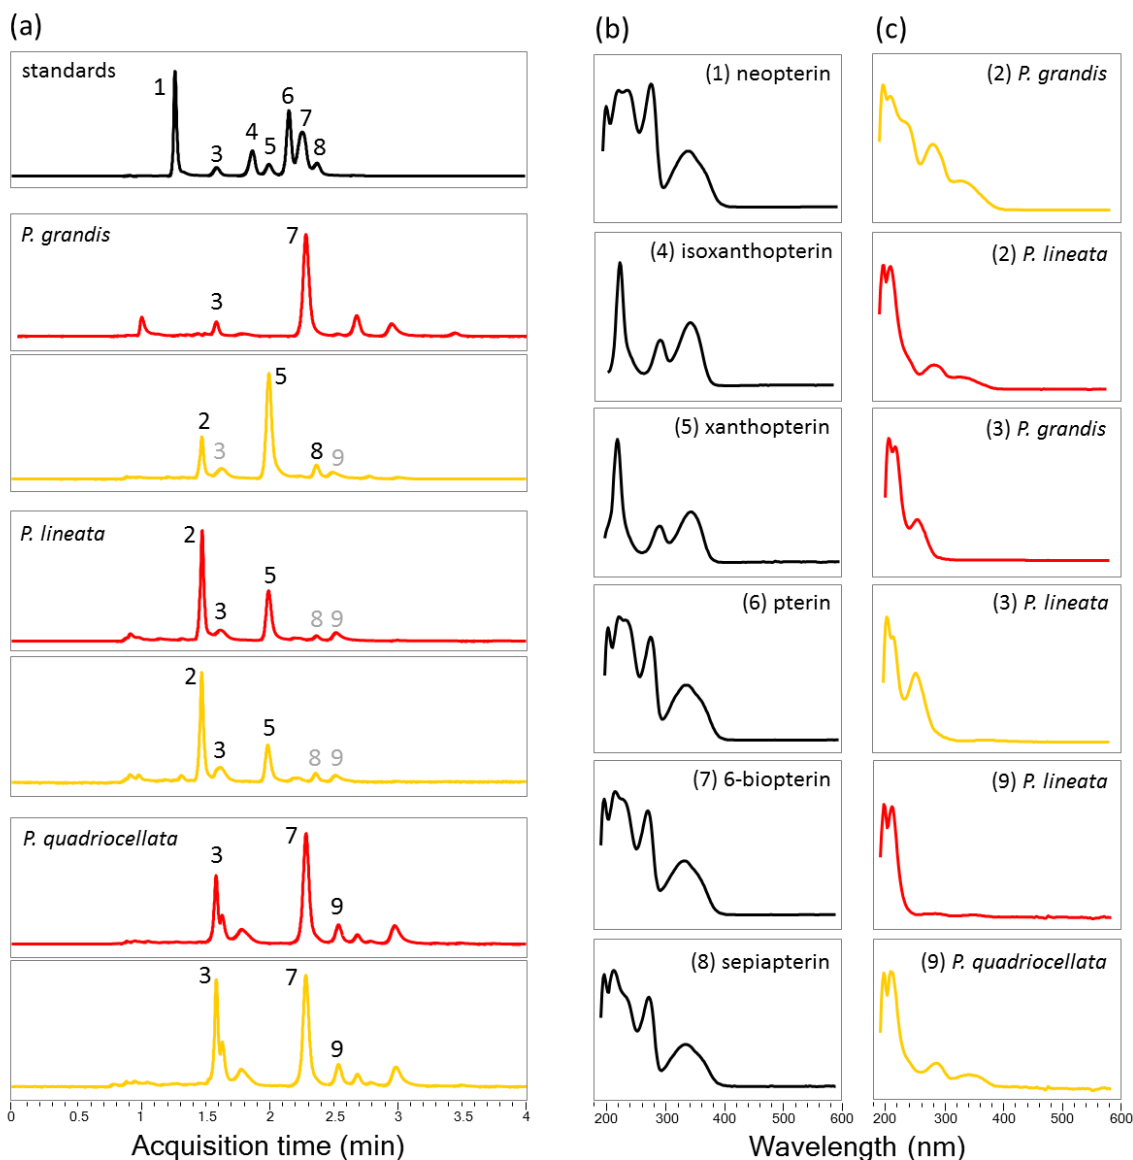 (a)
standards
1
3
4
5
6
7
8
P. grandis
3
7
2
3
5
8
9
P. lineata
2
3
5
8
9
2
3
5
8
9
P. quadriocellata
3
7
9
3
7
9
0 1 1.5 2 2.5 3 3.5 4
Acquisition time (min)
(b)
(1) neopterin
(4) isoxanthopterin
(5) xanthopterin
(6) pterin
(7) 6-biopterin
(8) sepiapterin
200 300 400 500 600
(c)
(2) P. grandis
(2) P. lineata
(3) P. grandis
(3) P. lineata
(9) P. lineata
(9) P. quadriocellata
200 300 400 500 600
Wavelength (nm)